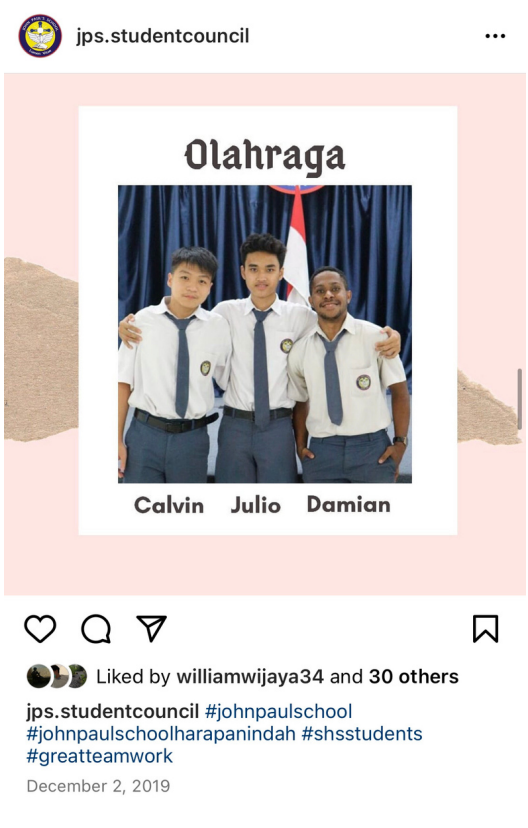 jps.studentcouncil
Olahraga
Calvin Julio Damian
Liked by williamwijaya34 and 30 others
jps.studentcouncil #johnpaulschool
#johnpaulschoolharapanindah #shsstudents
#greatteamwork
December 2, 2019